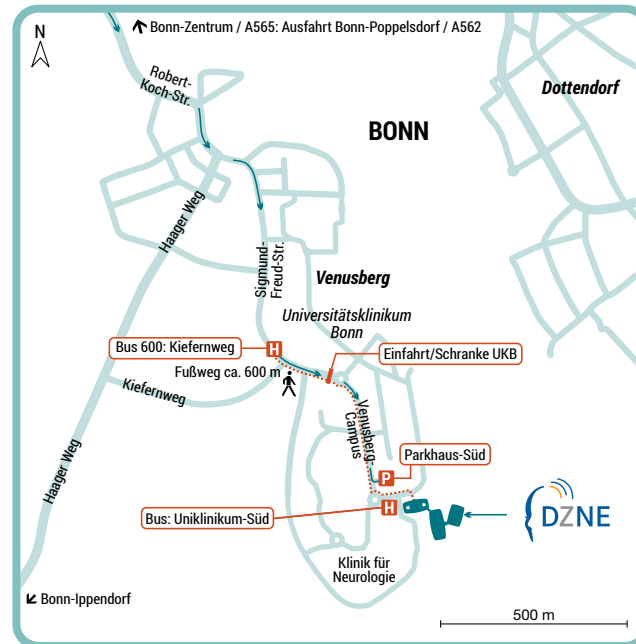 Bonn-Zentrum / A565: Ausfahrt Bonn-Poppelsdorf / A562
N
Robert-
Koch-Str.
Dottendorf
BONN
Haager Weg
Sigmund-
Freud-Str.
Venusberg
Universitätsklinikum
Bonn
Bus 600: Kiefernweg
H
Einfahrt/Schranke UKB
Fußweg ca. 600 m
Kiefernweg
Venusberg-
Campus
Parkhaus-Süd
P
Haager Weg
Bus: Uniklinikum-Süd
H
DZNE
Klinik für
Neurologie
Bonn-Ippendorf
500 m